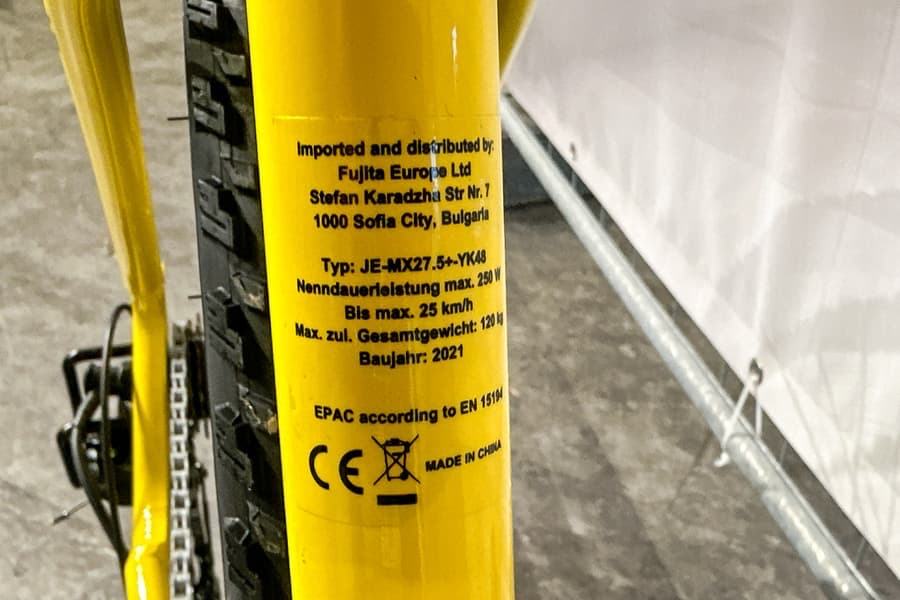 Imported and distributed by:
Fujita Europe Ltd
Stefan Karadzha Str Nr. 7
1000 Sofia City, Bulgaria
Typ: JE-MX27.5+-YK48
Nenndauerleistung max. 250 W
Bis max. 25 km/h
Max. zul. Gesamtgewicht: 120 kg
Baujahr: 2021
EPAC according to EN 15194
CE
MADE IN CHINA